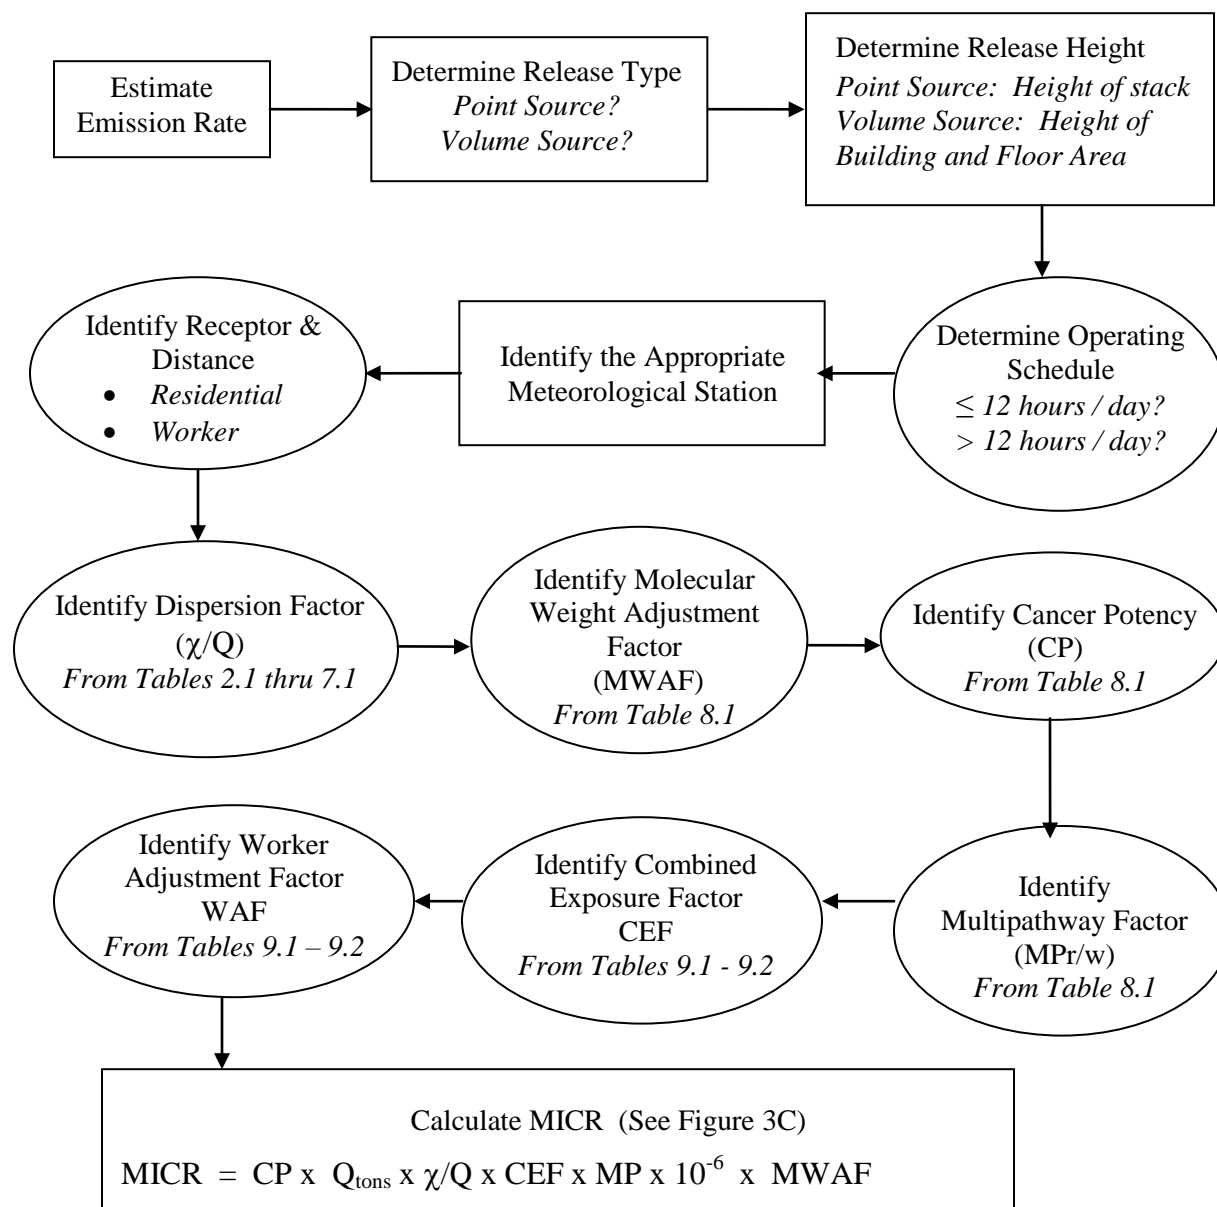 Estimate
Emission Rate
Determine Release Type
Point Source?
Volume Source?
Determine Release Height
Point Source: Height of stack
Volume Source: Height of
Building and Floor Area
Determine Operating
Schedule
≤ 12 hours / day?
> 12 hours / day?
Identify the Appropriate
Meteorological Station
Identify Receptor &
Distance
• Residential
• Worker
Identify Dispersion Factor
(χ/Q)
From Tables 2.1 thru 7.1
Identify Molecular
Weight Adjustment
Factor
(MWAF)
From Table 8.1
Identify Cancer Potency
(CP)
From Table 8.1
Identify
Multipathway Factor
(MPr/w)
From Table 8.1
Identify Combined
Exposure Factor
CEF
From Tables 9.1 - 9.2
Identify Worker
Adjustment Factor
WAF
From Tables 9.1 – 9.2
Calculate MICR (See Figure 3C)
MICR = CP x Qtons x χ/Q x CEF x MP x 10⁻⁶ x MWAF